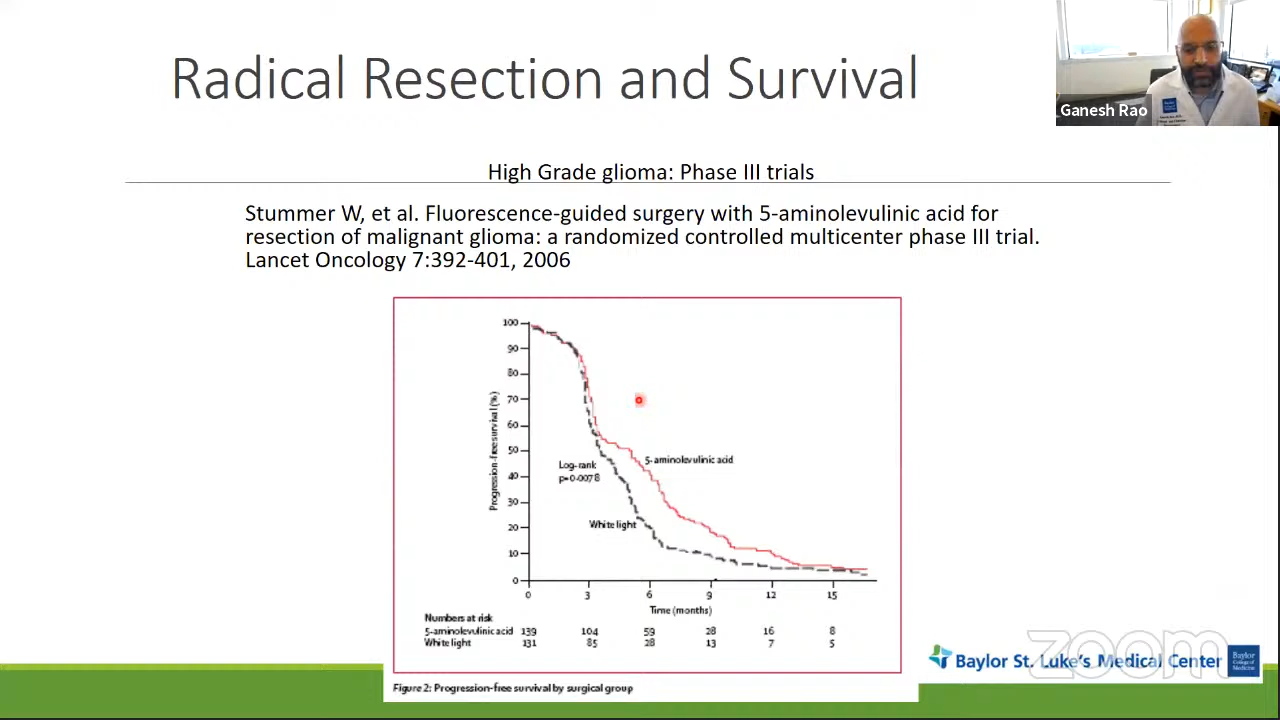 Radical Resection and Survival
Ganesh Rao
High Grade glioma: Phase III trials
Stummer W, et al. Fluorescence-guided surgery with 5-aminolevulinic acid for
resection of malignant glioma: a randomized controlled multicenter phase III trial.
Lancet Oncology 7:392-401, 2006
100
90
80
70
60
50
40
30
20
10
0
Progression-free survival (%)
5-aminolevulinic acid
Log-rank
p=0·0078
White light
0 3 6 9 12 15
Time (months)
Numbers at risk
5-aminolevulinic acid 139 104 59 28 16 8
White light 131 85 28 13 7 5
Figure 2: Progression-free survival by surgical group
zoom
Baylor St. Luke's Medical Center
Baylor College of Medicine